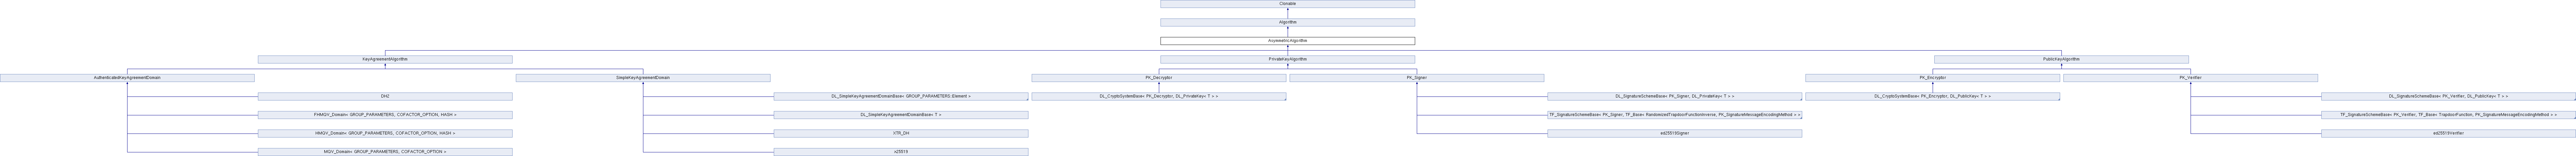 Clonable
Algorithm
AsymmetricAlgorithm
KeyAgreementAlgorithm
PrivateKeyAlgorithm
PublicKeyAlgorithm
AuthenticatedKeyAgreementDomain
SimpleKeyAgreementDomain
PK_Decryptor
PK_Signer
PK_Encryptor
PK_Verifier
DH2
DL_SimpleKeyAgreementDomainBase< GROUP_PARAMETERS::Element >
DL_CryptoSystemBase< PK_Decryptor, DL_PrivateKey< T > >
DL_SignatureSchemeBase< PK_Signer, DL_PrivateKey< T > >
DL_CryptoSystemBase< PK_Encryptor, DL_PublicKey< T > >
DL_SignatureSchemeBase< PK_Verifier, DL_PublicKey< T > >
FHMQV_Domain< GROUP_PARAMETERS, COFACTOR_OPTION, HASH >
DL_SimpleKeyAgreementDomainBase< T >
TF_SignatureSchemeBase< PK_Signer, TF_Base< RandomizedTrapdoorFunctionInverse, PK_SignatureMessageEncodingMethod > >
TF_SignatureSchemeBase< PK_Verifier, TF_Base< TrapdoorFunction, PK_SignatureMessageEncodingMethod > >
HMQV_Domain< GROUP_PARAMETERS, COFACTOR_OPTION, HASH >
XTR_DH
ed25519Signer
ed25519Verifier
MQV_Domain< GROUP_PARAMETERS, COFACTOR_OPTION >
x25519